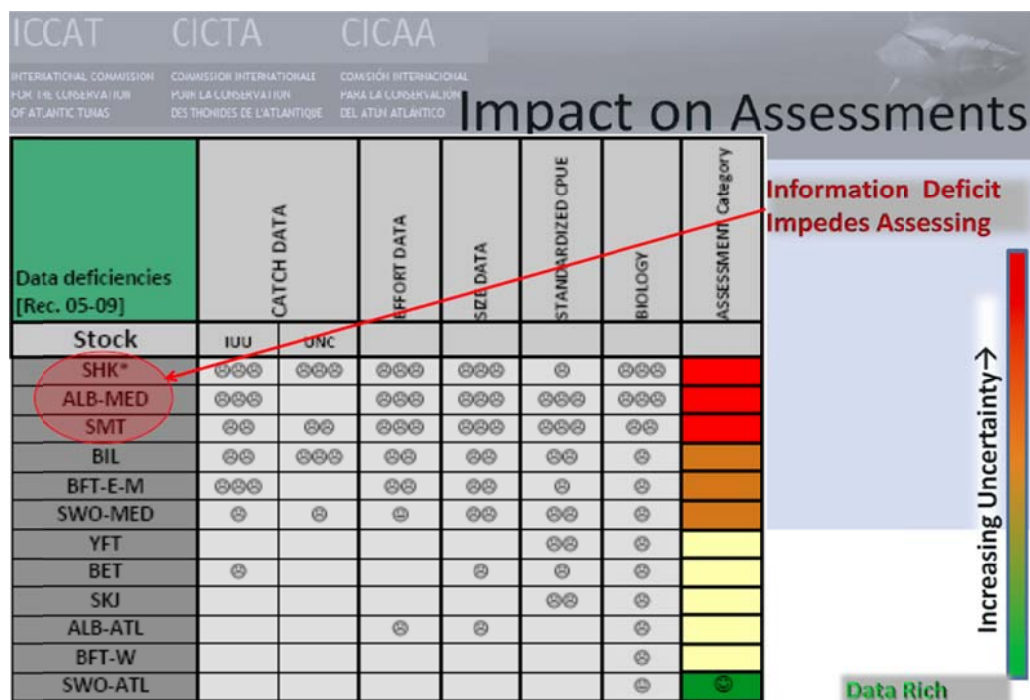 ICCAT CICTA CICAA
INTERNATIONAL COMMISSION COMMISSION INTERNATIONALE COMISIÓN INTERNACIONAL
FOR THE CONSERVATION POUR LA CONSERVATION PARA LA CONSERVACIÓN
OF ATLANTIC TUNAS DES THONIDES DE L'ATLANTIQUE DEL ATUN ATLÁNTICO
Impact on Assessments
Data deficiencies
[Rec. 05-09]
CATCH DATA
EFFORT DATA
SIZE DATA
STANDARDIZED CPUE
BIOLOGY
ASSESSMENT Category
Information Deficit
Impedes Assessing
Stock IUU UNC
SHK*
ALB-MED
SMT
BIL
BFT-E-M
SWO-MED
YFT
BET
SKJ
ALB-ATL
BFT-W
SWO-ATL
Increasing Uncertainty→
Data Rich